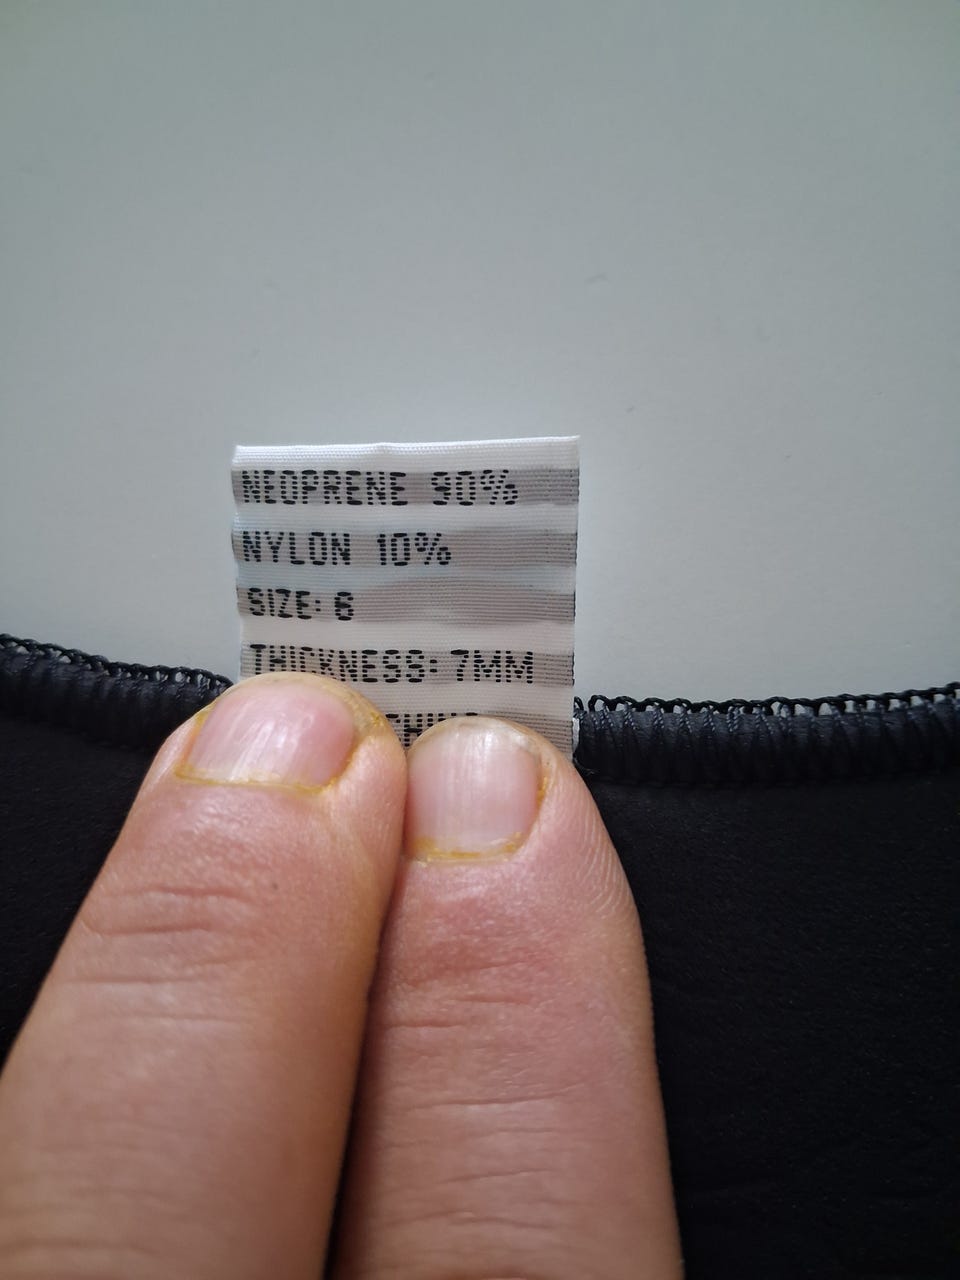 NEOPRENE 90%
NYLON 10%
SIZE: 6
THICKNESS: 7MM